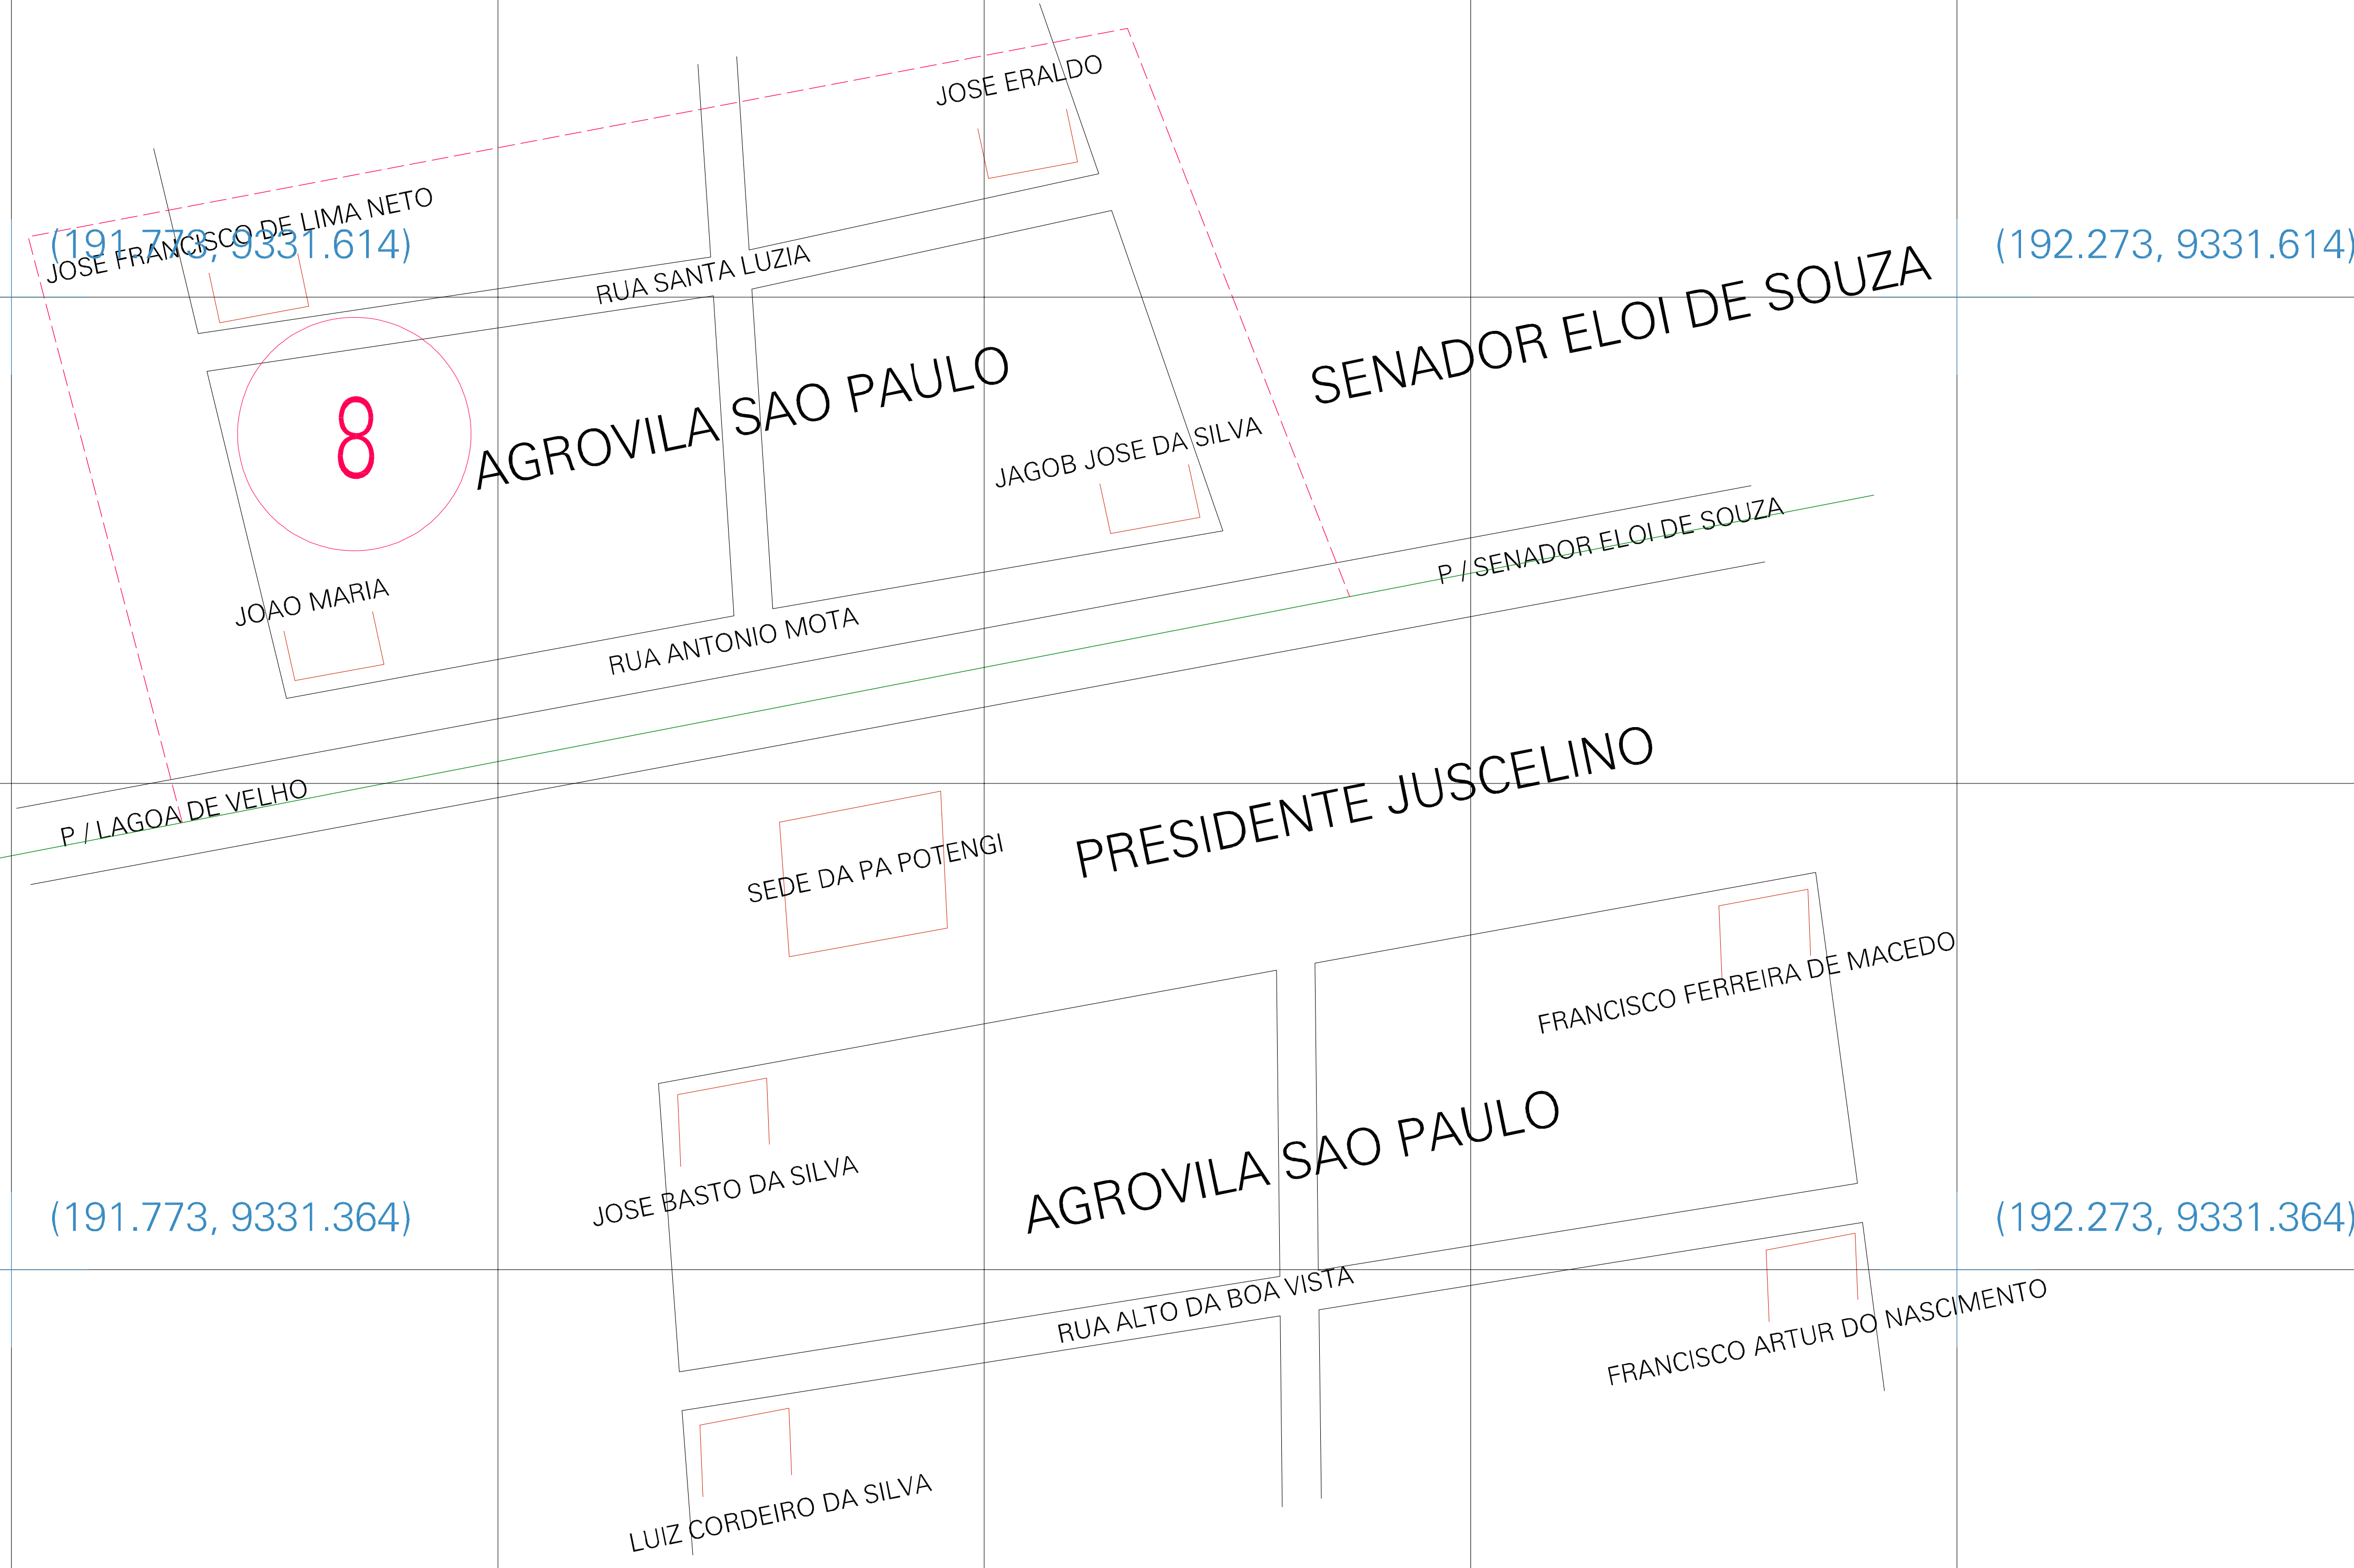 JOSE ERALDO
JOSE FRANCISCO DE LIMA NETO
(191.773, 9331.614)
(192.273, 9331.614)
RUA SANTA LUZIA
SENADOR ELOI DE SOUZA
AGROVILA SAO PAULO
8
JAGOB JOSE DA SILVA
P / SENADOR ELOI DE SOUZA
JOAO MARIA
RUA ANTONIO MOTA
P / LAGOA DE VELHO
PRESIDENTE JUSCELINO
SEDE DA PA POTENGI
FRANCISCO FERREIRA DE MACEDO
AGROVILA SAO PAULO
JOSE BASTO DA SILVA
(191.773, 9331.364)
(192.273, 9331.364)
RUA ALTO DA BOA VISTA
FRANCISCO ARTUR DO NASCIMENTO
LUIZ CORDEIRO DA SILVA